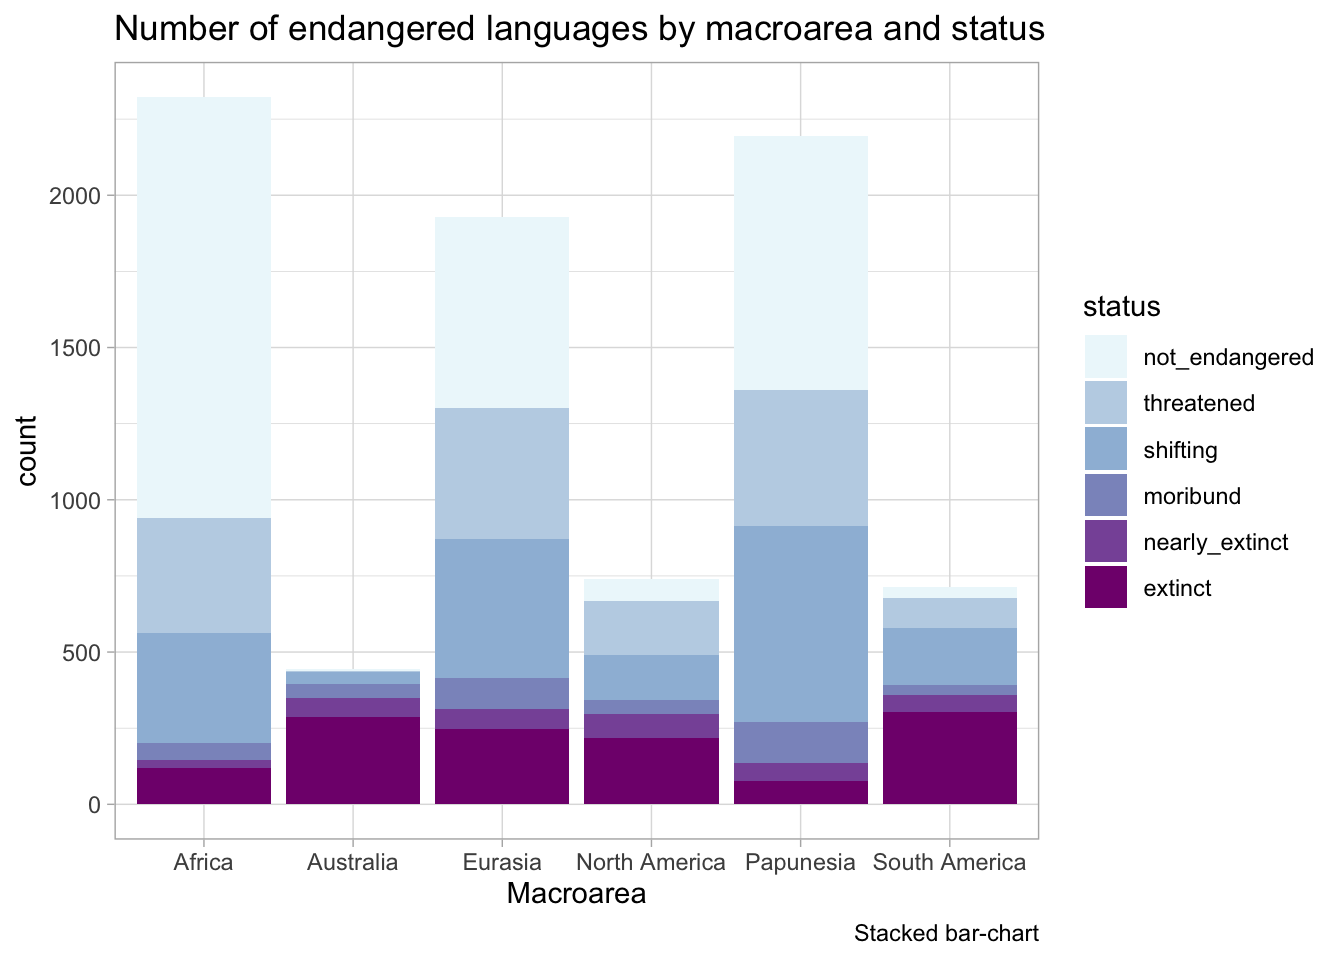 Number of endangered languages by macroarea and status
2000
1500
1000
500
0
count
Africa
Australia
Eurasia
North America
Papunesia
South America
Macroarea
status
not_endangered
threatened
shifting
moribund
nearly_extinct
extinct
Stacked bar-chart